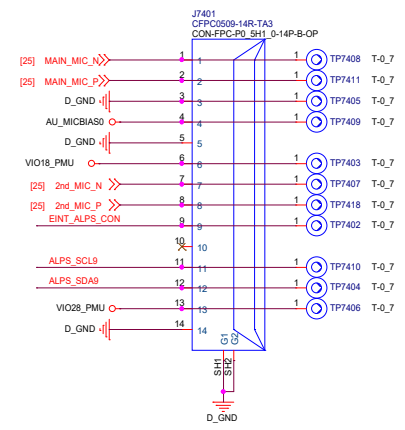 J7401
CFPC0509-14R-TA3
CON-FPC-P0_5H1_0-14P-B-OP
[25] MAIN_MIC_N 1 1 1 TP7408 T-0_7
[25] MAIN_MIC_P 2 2 1 TP7411 T-0_7
D_GND 3 3 1 TP7405 T-0_7
AU_MICBIAS0 4 4 1 TP7409 T-0_7
D_GND 5 5
VIO18_PMU 6 6 1 TP7403 T-0_7
[25] 2nd_MIC_N 7 7 1 TP7407 T-0_7
[25] 2nd_MIC_P 8 8 1 TP7418 T-0_7
EINT_ALPS_CON 9 9 1 TP7402 T-0_7
10 10
ALPS_SCL9 11 11 1 TP7410 T-0_7
ALPS_SDA9 12 12 1 TP7404 T-0_7
VIO28_PMU 13 13 1 TP7406 T-0_7
D_GND 14 14
G1 G2
SH1 SH2
D_GND